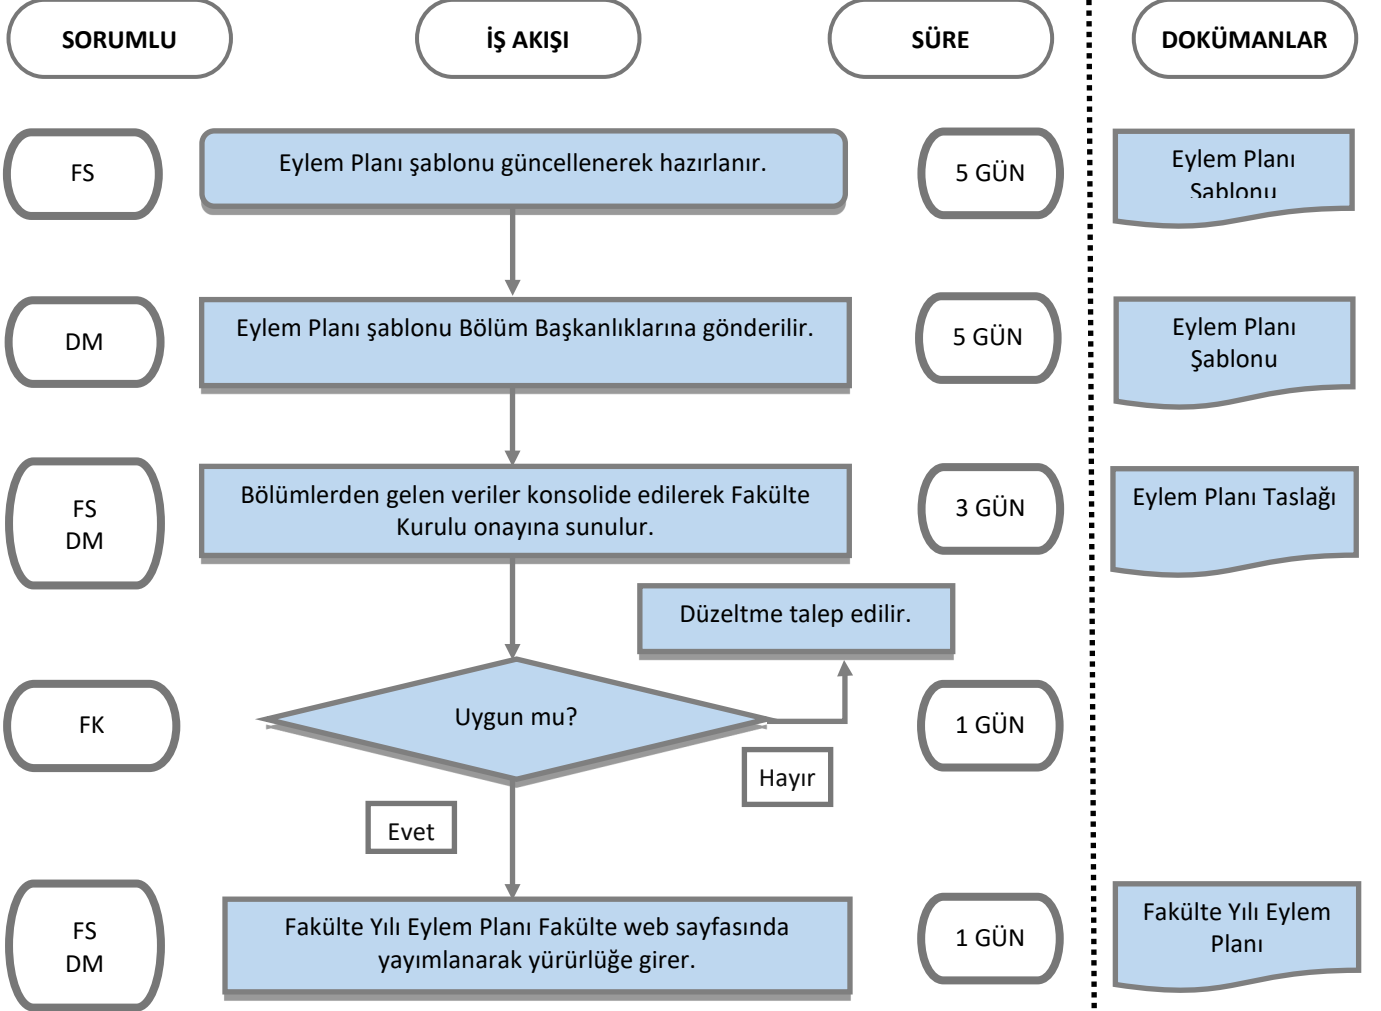 SORUMLU
İŞ AKIŞI
SÜRE
DOKÜMANLAR
FS
Eylem Planı şablonu güncellenerek hazırlanır.
5 GÜN
Eylem Planı
Şablonu
DM
Eylem Planı şablonu Bölüm Başkanlıklarına gönderilir.
5 GÜN
Eylem Planı
Şablonu
FS
DM
Bölümlerden gelen veriler konsolide edilerek Fakülte
Kurulu onayına sunulur.
3 GÜN
Eylem Planı Taslağı
Düzeltme talep edilir.
FK
Uygun mu?
1 GÜN
Hayır
Evet
FS
DM
Fakülte Yılı Eylem Planı Fakülte web sayfasında
yayımlanarak yürürlüğe girer.
1 GÜN
Fakülte Yılı Eylem
Planı